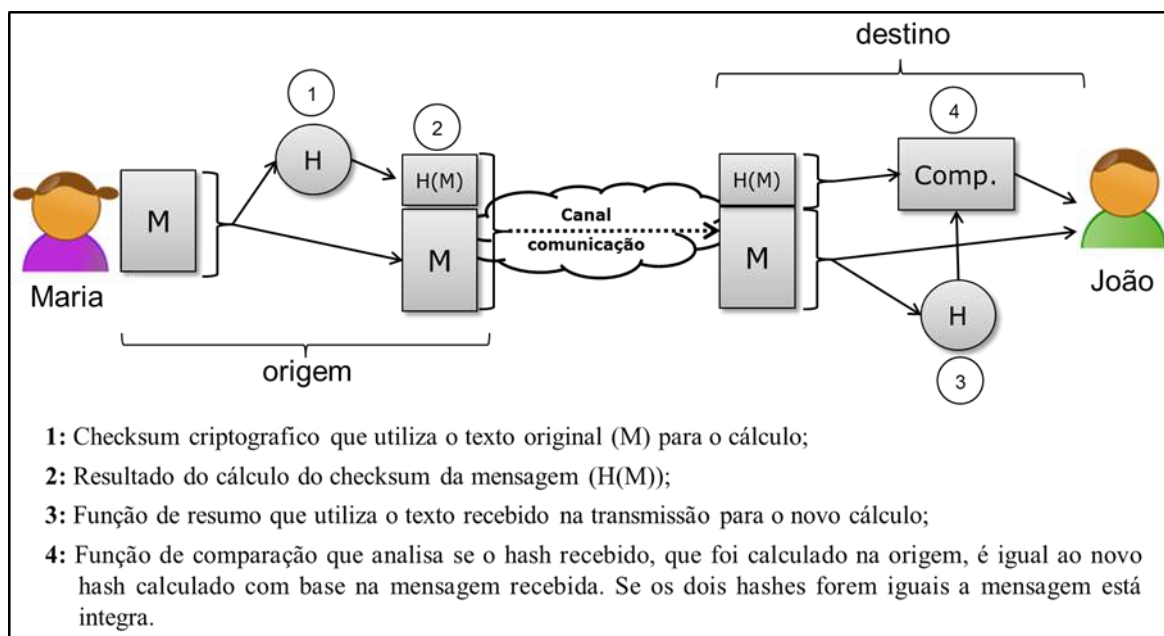 destino
1
4
2
H
H(M)
H(M)
Comp.
M
Canal
comunicação
M
M
Maria
João
H
origem
3
1: Checksum criptografico que utiliza o texto original (M) para o cálculo;
2: Resultado do cálculo do checksum da mensagem (H(M));
3: Função de resumo que utiliza o texto recebido na transmissão para o novo cálculo;
4: Função de comparação que analisa se o hash recebido, que foi calculado na origem, é igual ao novo
hash calculado com base na mensagem recebida. Se os dois hashes forem iguais a mensagem está
integra.